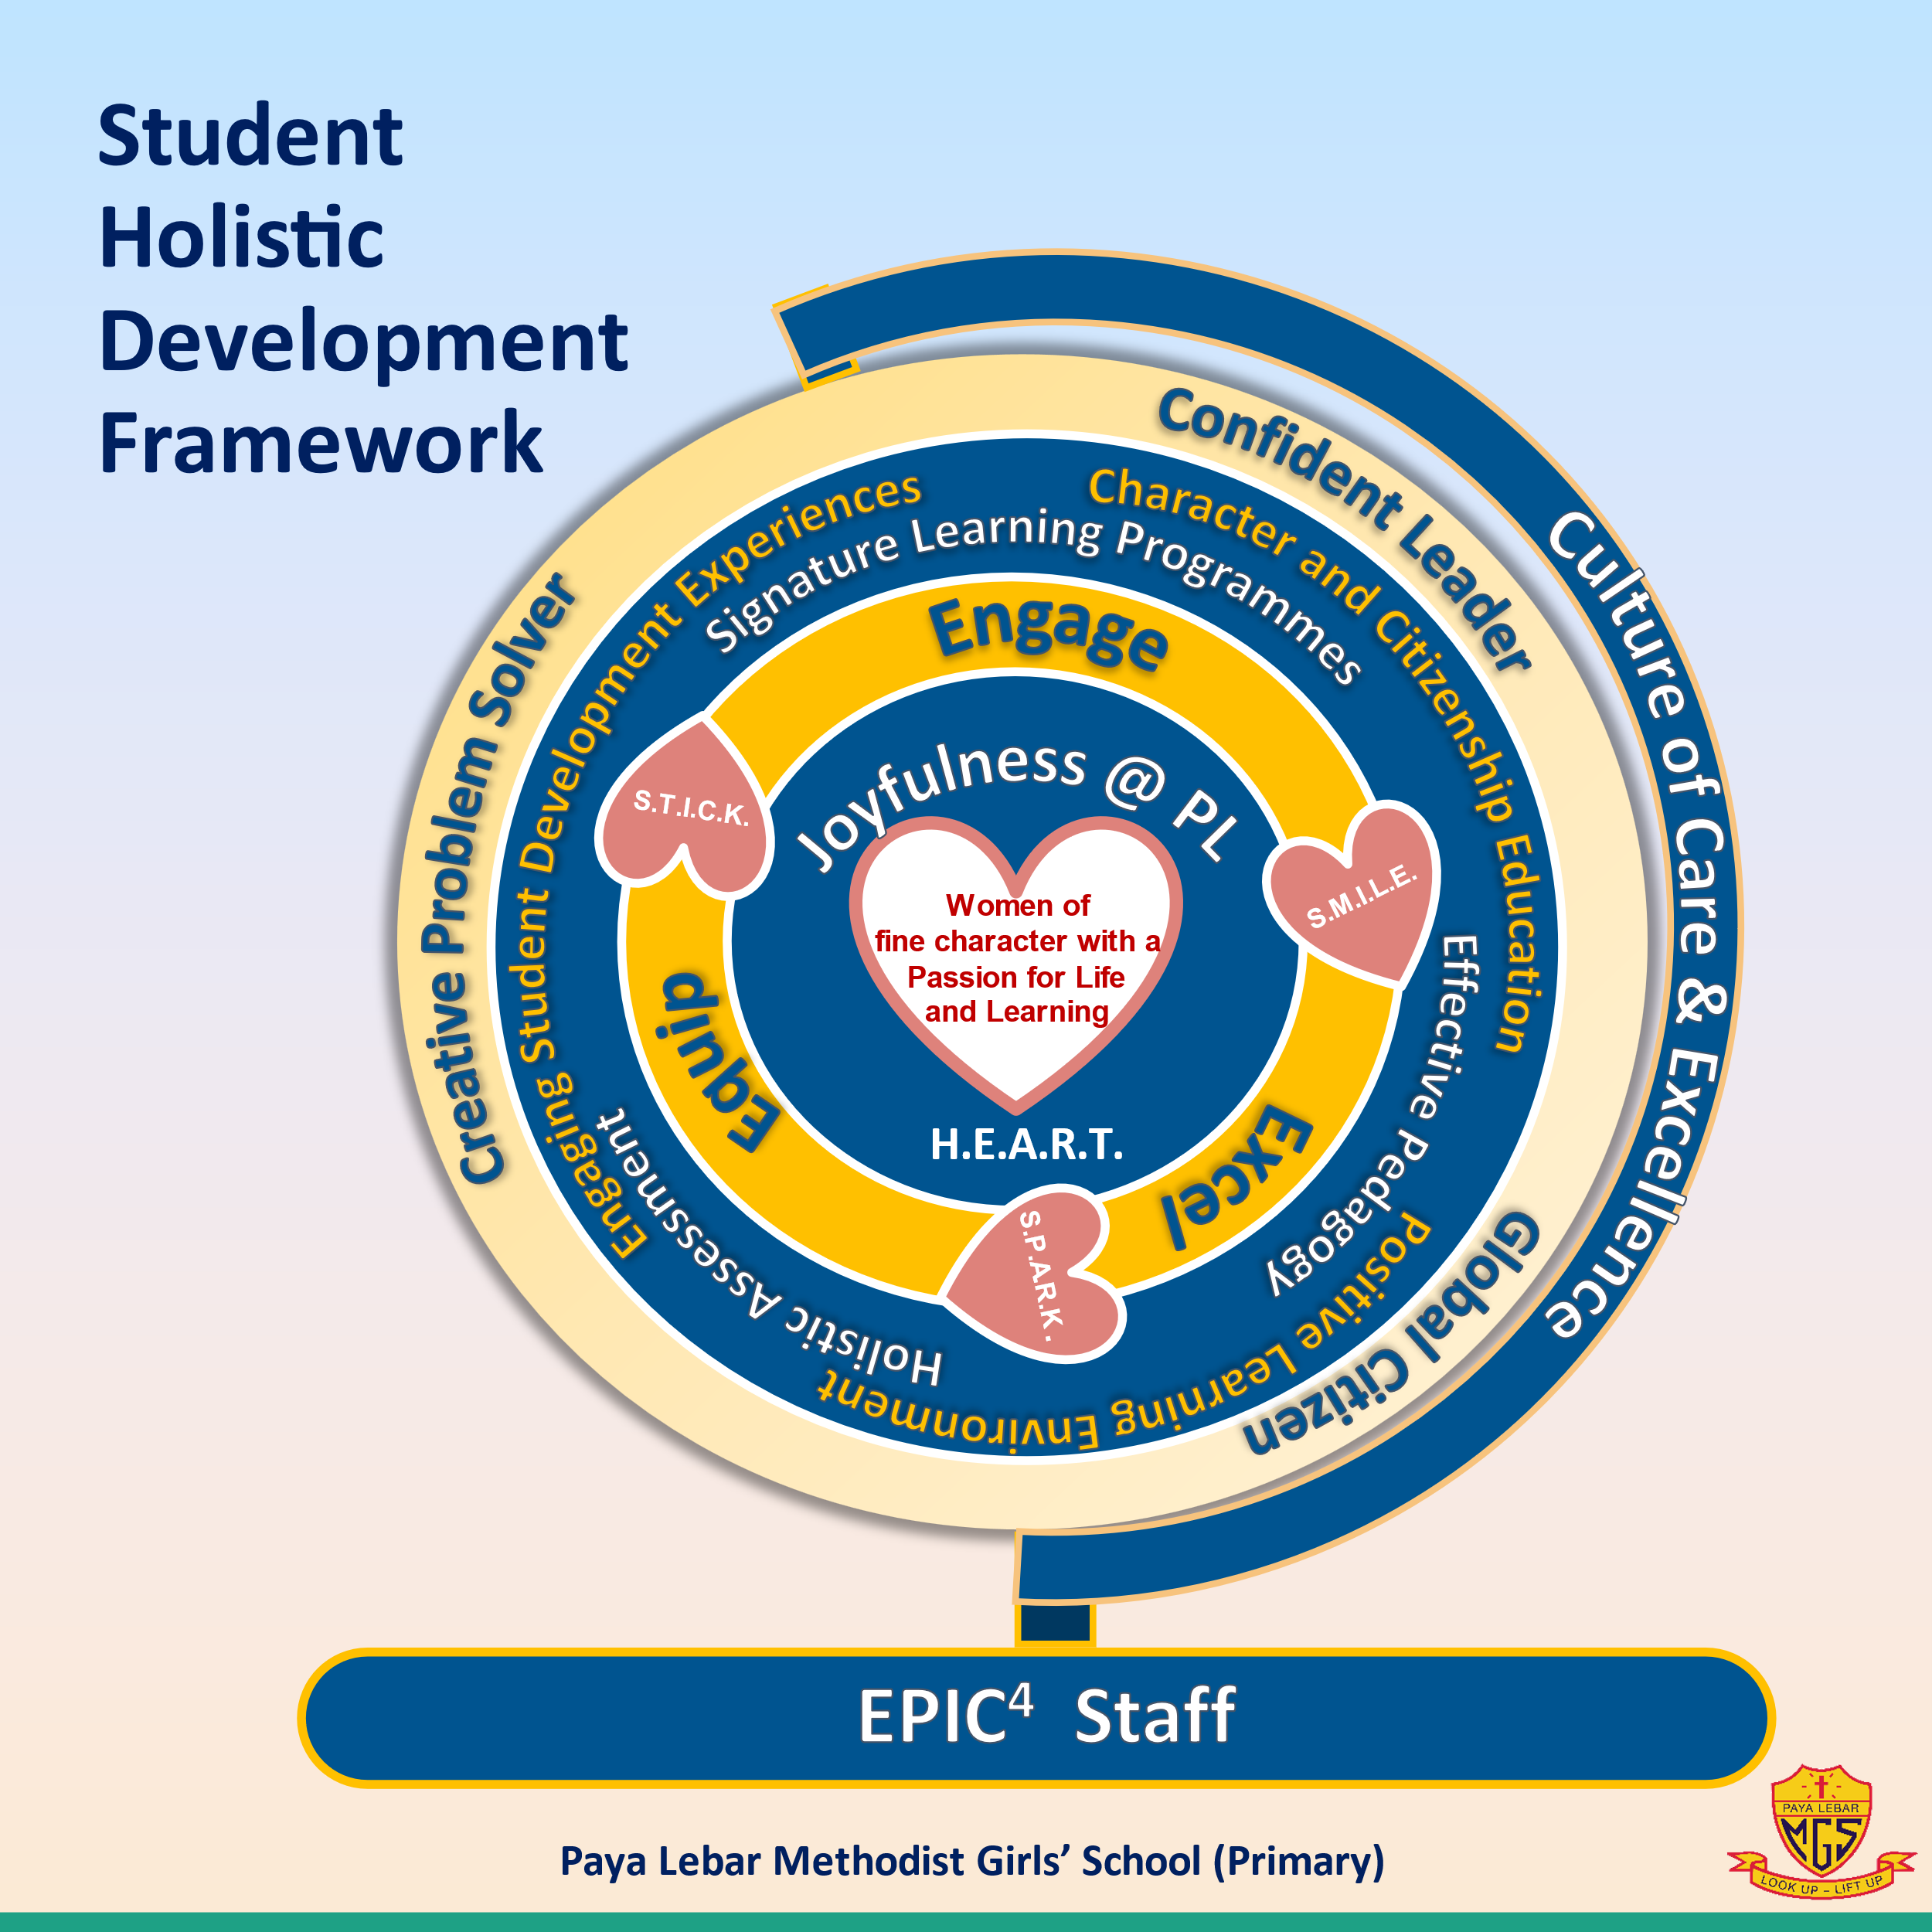 Student
Holistic
Development
Framework
Culture of Care & Excellence
Confident Leader
Creative Problem Solver
Global Citizen
Engaging Student Development Experiences
Character and Citizenship Education
Positive Learning Environment
Signature Learning Programmes
Effective Pedagogy
Holistic Assessment
Engage
Equip
Excel
S.T.I.C.K.
S.M.I.L.E.
S.P.A.R.K.
Joyfulness @ PL
Women of
fine character with a
Passion for Life
and Learning
H.E.A.R.T.
EPIC⁴ Staff
Paya Lebar Methodist Girls’ School (Primary)
PAYA LEBAR
MGS
LOOK UP – LIFT UP